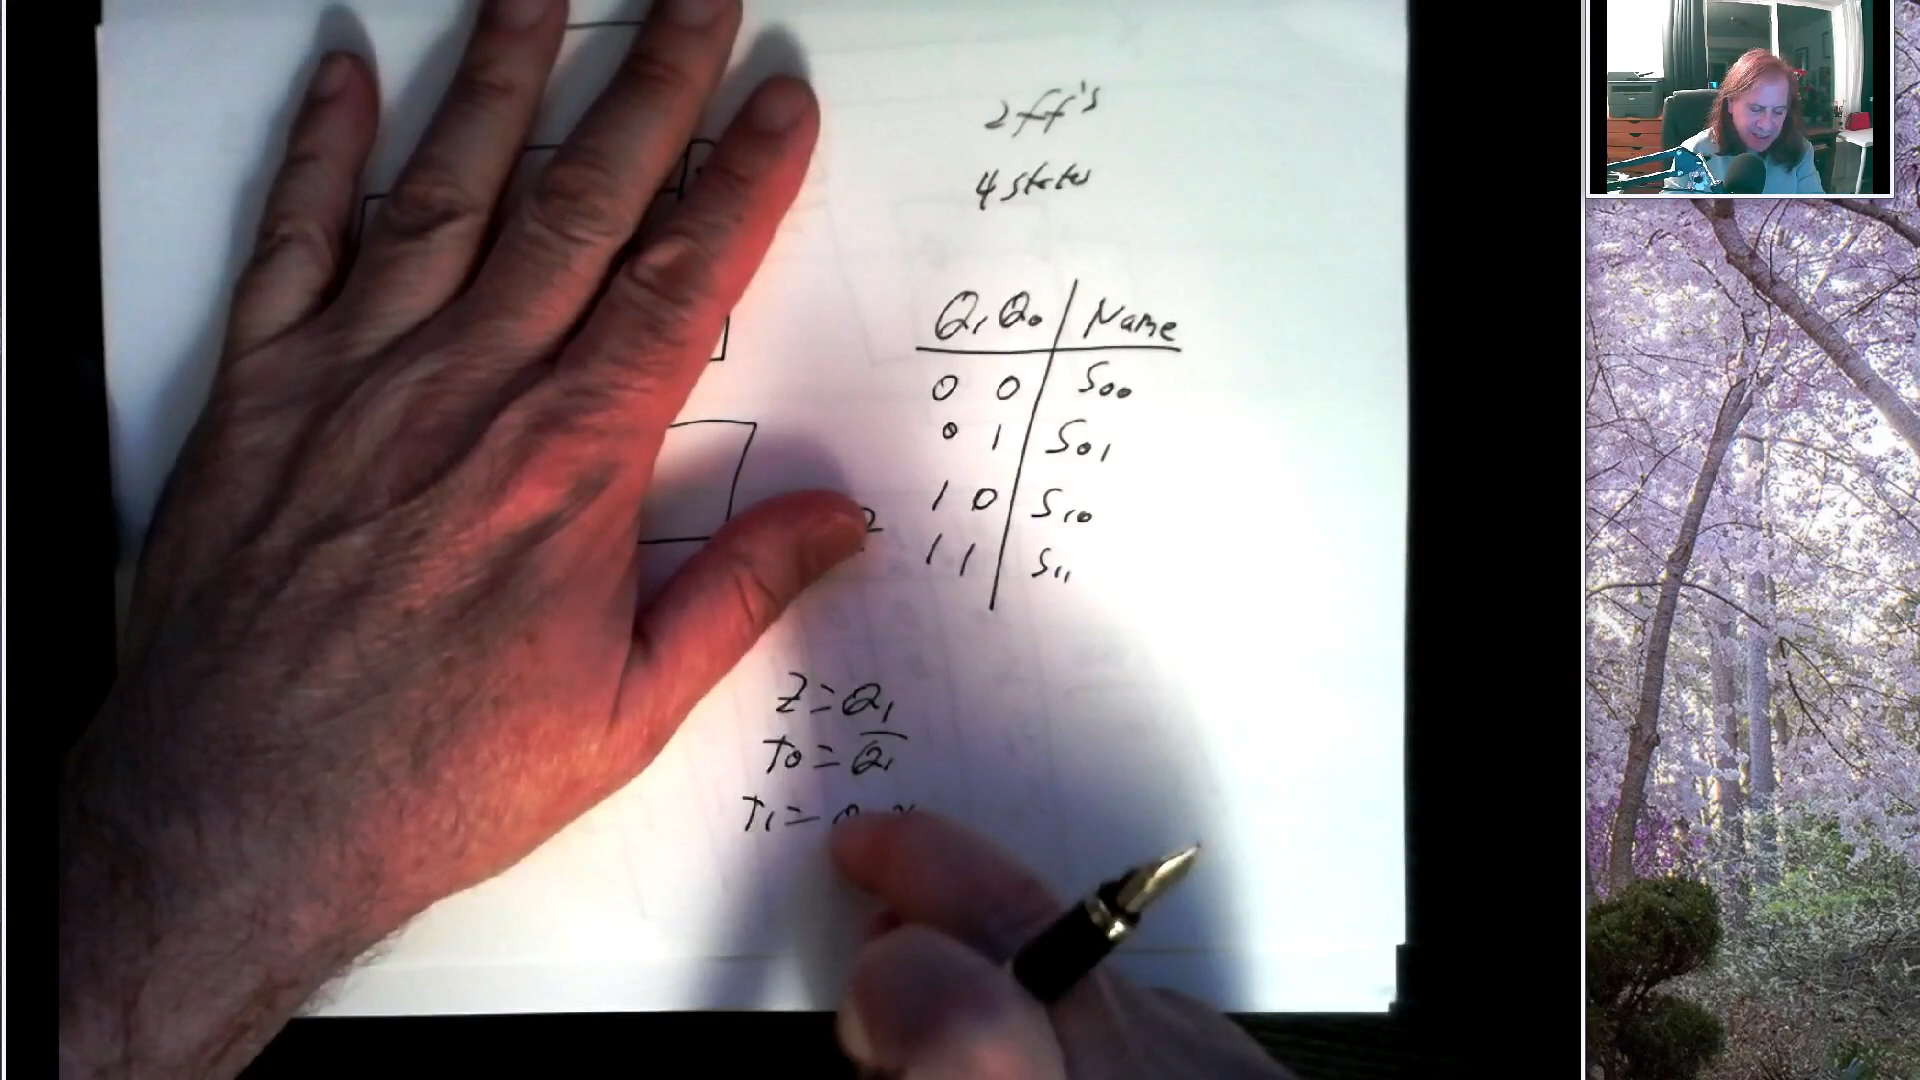 2 ff's
4 states
Q1 Q0 | Name
0 0 | S00
0 1 | S01
1 0 | S10
1 1 | S11
Z = Q1
T0 = Q̅1̅
T1 =